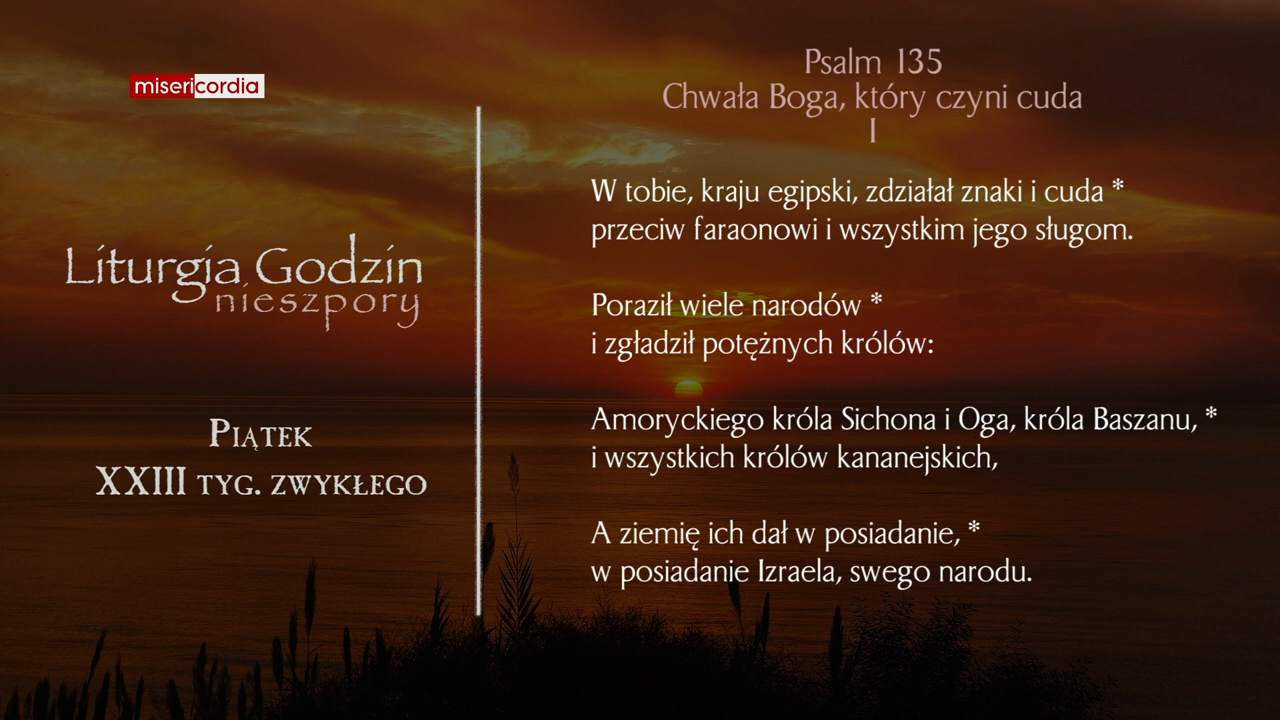 misericordia
Liturgia Godzin
nieszpory
Piątek
XXIII tyg. zwykłego
Psalm 135
Chwała Boga, który czyni cuda
I
W tobie, kraju egipski, zdziałał znaki i cuda *
przeciw faraonowi i wszystkim jego sługom.
Poraził wiele narodów *
i zgładził potężnych królów:
Amoryckiego króla Sichona i Oga, króla Baszanu, *
i wszystkich królów kananejskich,
A ziemię ich dał w posiadanie, *
w posiadanie Izraela, swego narodu.